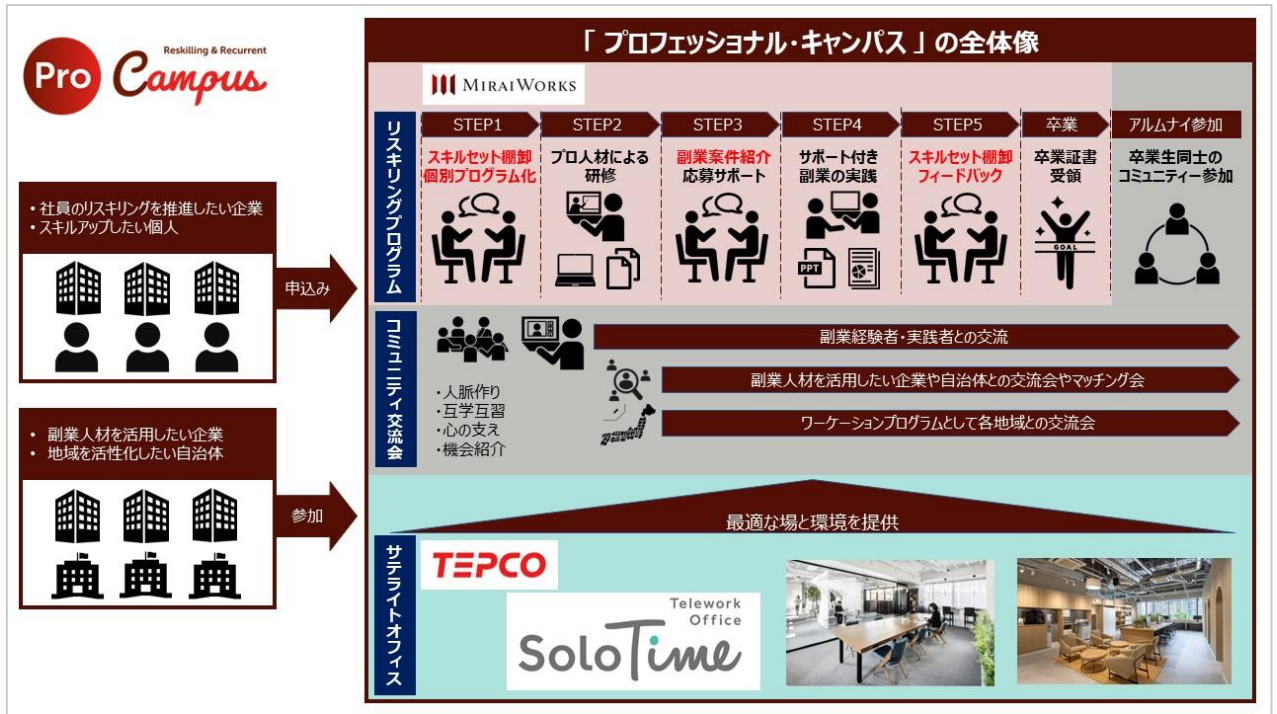 Pro
Reskilling & Recurrent
Campus
「 プロフェッショナル・キャンパス 」 の全体像
MIRAIWORKS
リスキリングプログラム
STEP1
STEP2
STEP3
STEP4
STEP5
卒業
アルムナイ参加
スキルセット棚卸
個別プログラム化
プロ人材による
研修
副業案件紹介
応募サポート
サポート付き
副業の実践
スキルセット棚卸
フィードバック
卒業証書
受領
卒業生同士の
コミュニティー参加
PPT
GOAL
・社員のリスキリングを推進したい企業
・スキルアップしたい個人
申込み
コミュニティ交流会
・人脈作り
・互学互習
・心の支え
・機会紹介
副業経験者・実践者との交流
副業人材を活用したい企業や自治体との交流会やマッチング会
ワーケーションプログラムとして各地域との交流会
• 副業人材を活用したい企業
• 地域を活性化したい自治体
参加
最適な場と環境を提供
サテライトオフィス
TEPCO
Telework
Office
SoloTime